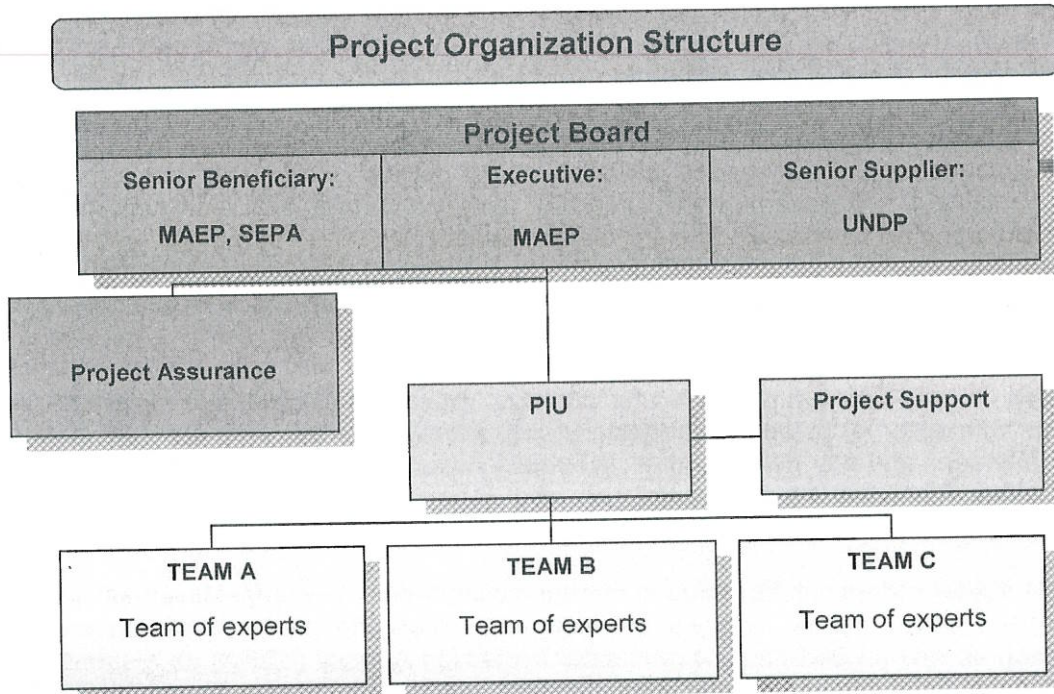 Project Organization Structure
Project Board
Senior Beneficiary:
MAEP, SEPA
Executive:
MAEP
Senior Supplier:
UNDP
Project Assurance
PIU
Project Support
TEAM A
Team of experts
TEAM B
Team of experts
TEAM C
Team of experts